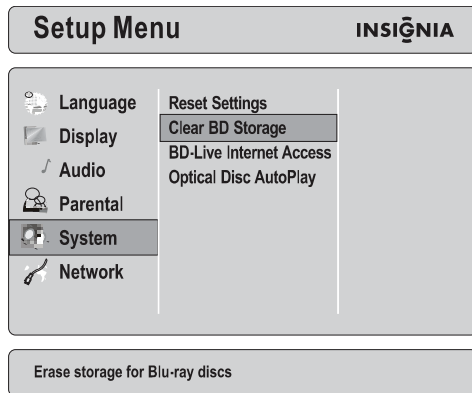 Setup Menu
INSIGNIA
Language
Display
Audio
Parental
System
Network
Reset Settings
Clear BD Storage
BD-Live Internet Access
Optical Disc AutoPlay
Erase storage for Blu-ray discs